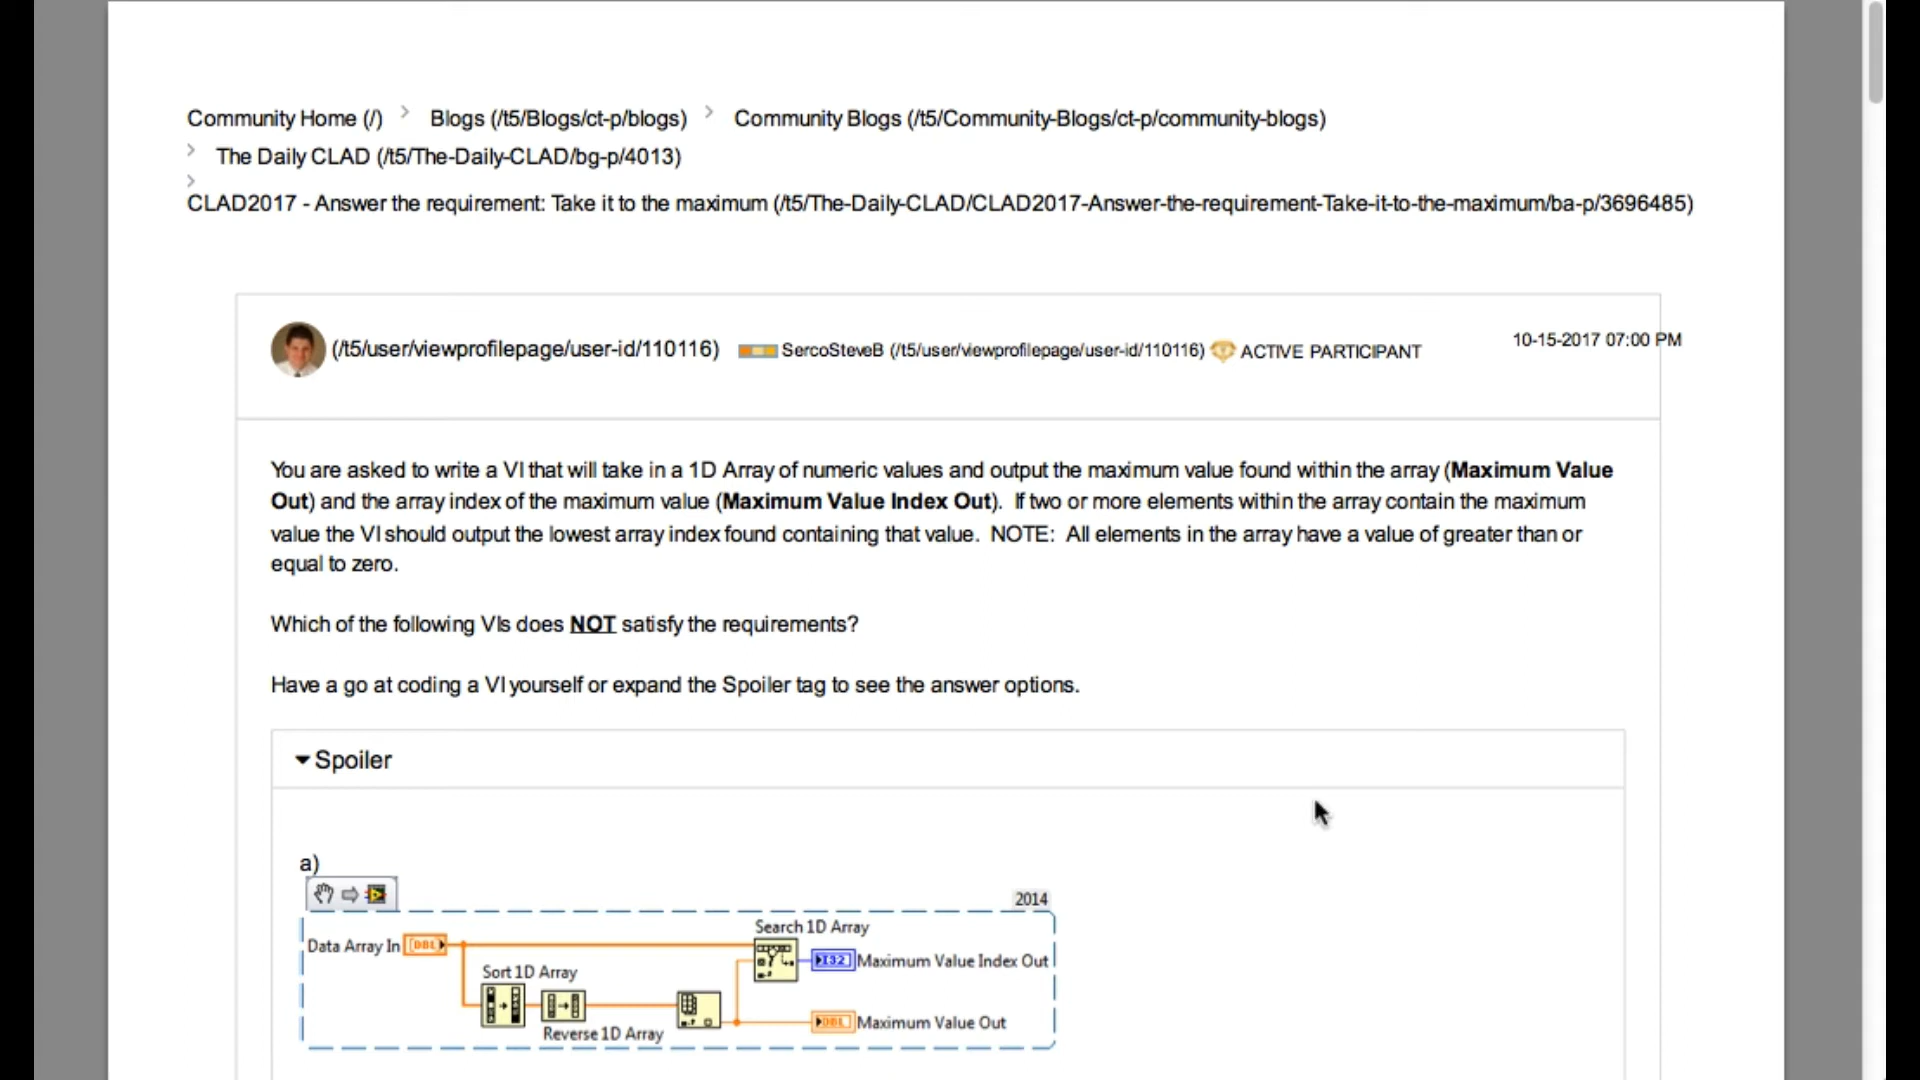 Community Home (/) > Blogs (/t5/Blogs/ct-p/blogs) > Community Blogs (/t5/Community-Blogs/ct-p/community-blogs)
> The Daily CLAD (/t5/The-Daily-CLAD/bg-p/4013)
>
CLAD2017 - Answer the requirement: Take it to the maximum (/t5/The-Daily-CLAD/CLAD2017-Answer-the-requirement-Take-it-to-the-maximum/ba-p/3696485)
(/t5/user/viewprofilepage/user-id/110116) SercoSteveB (/t5/user/viewprofilepage/user-id/110116) ACTIVE PARTICIPANT 10-15-2017 07:00 PM
You are asked to write a VI that will take in a 1D Array of numeric values and output the maximum value found within the array (Maximum Value
Out) and the array index of the maximum value (Maximum Value Index Out). If two or more elements within the array contain the maximum
value the VI should output the lowest array index found containing that value. NOTE: All elements in the array have a value of greater than or
equal to zero.
Which of the following VIs does NOT satisfy the requirements?
Have a go at coding a VI yourself or expand the Spoiler tag to see the answer options.
Spoiler
a)
2014
Search 1D Array
Data Array In DBL
I32 Maximum Value Index Out
Sort 1D Array
DBL Maximum Value Out
Reverse 1D Array